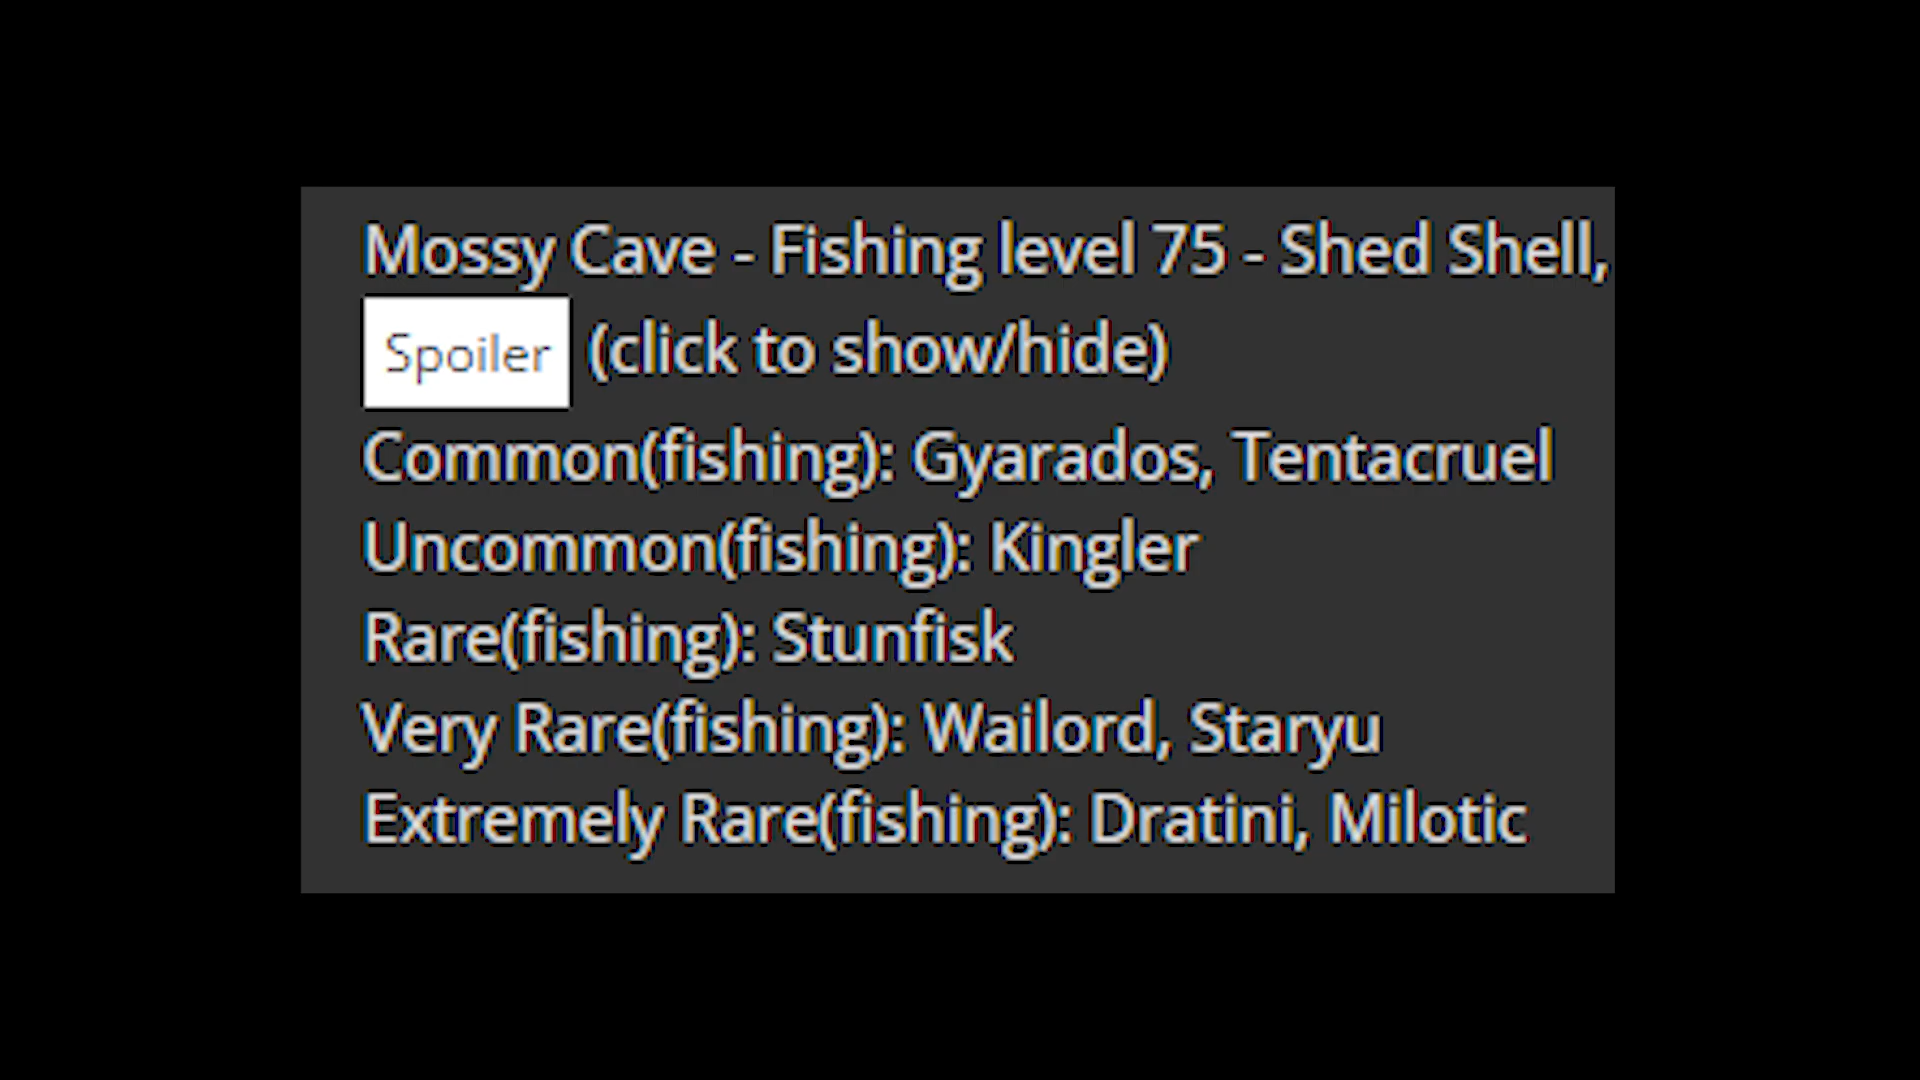 Mossy Cave - Fishing level 75 - Shed Shell,
Spoiler (click to show/hide)
Common(fishing): Gyarados, Tentacruel
Uncommon(fishing): Kingler
Rare(fishing): Stunfisk
Very Rare(fishing): Wailord, Staryu
Extremely Rare(fishing): Dratini, Milotic